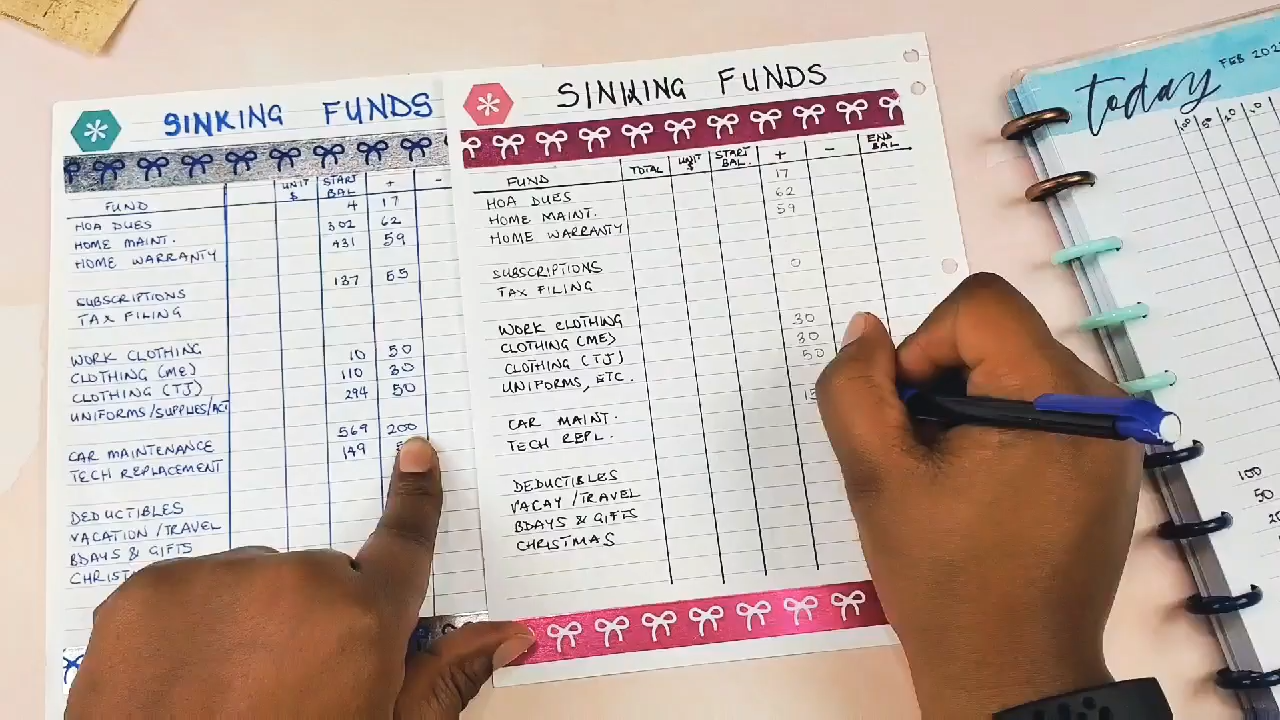 SINKING FUNDS
FUND UNIT $ START BAL + -
HOA DUES 4 17
HOME MAINT. 302 62
HOME WARRANTY 431 59
SUBSCRIPTIONS 137 55
TAX FILING
WORK CLOTHING
CLOTHING (ME) 10 50
CLOTHING (TJ) 110 30
UNIFORMS/SUPPLIES/ACT 294 50
CAR MAINTENANCE 569 200
TECH REPLACEMENT 149
DEDUCTIBLES
VACATION/TRAVEL
BDAYS & GIFTS
SINKING FUNDS
FUND TOTAL UNIT $ START BAL. + - END BAL
HOA DUES 17
HOME MAINT. 62
HOME WARRANTY 59
SUBSCRIPTIONS 0
TAX FILING
WORK CLOTHING 30
CLOTHING (ME) 30
CLOTHING (TJ) 50
UNIFORMS, ETC.
CAR MAINT.
TECH REPL.
DEDUCTIBLES
VACAY/TRAVEL
BDAYS & GIFTS
CHRISTMAS
today
FEB
100 50 20 10
100
50